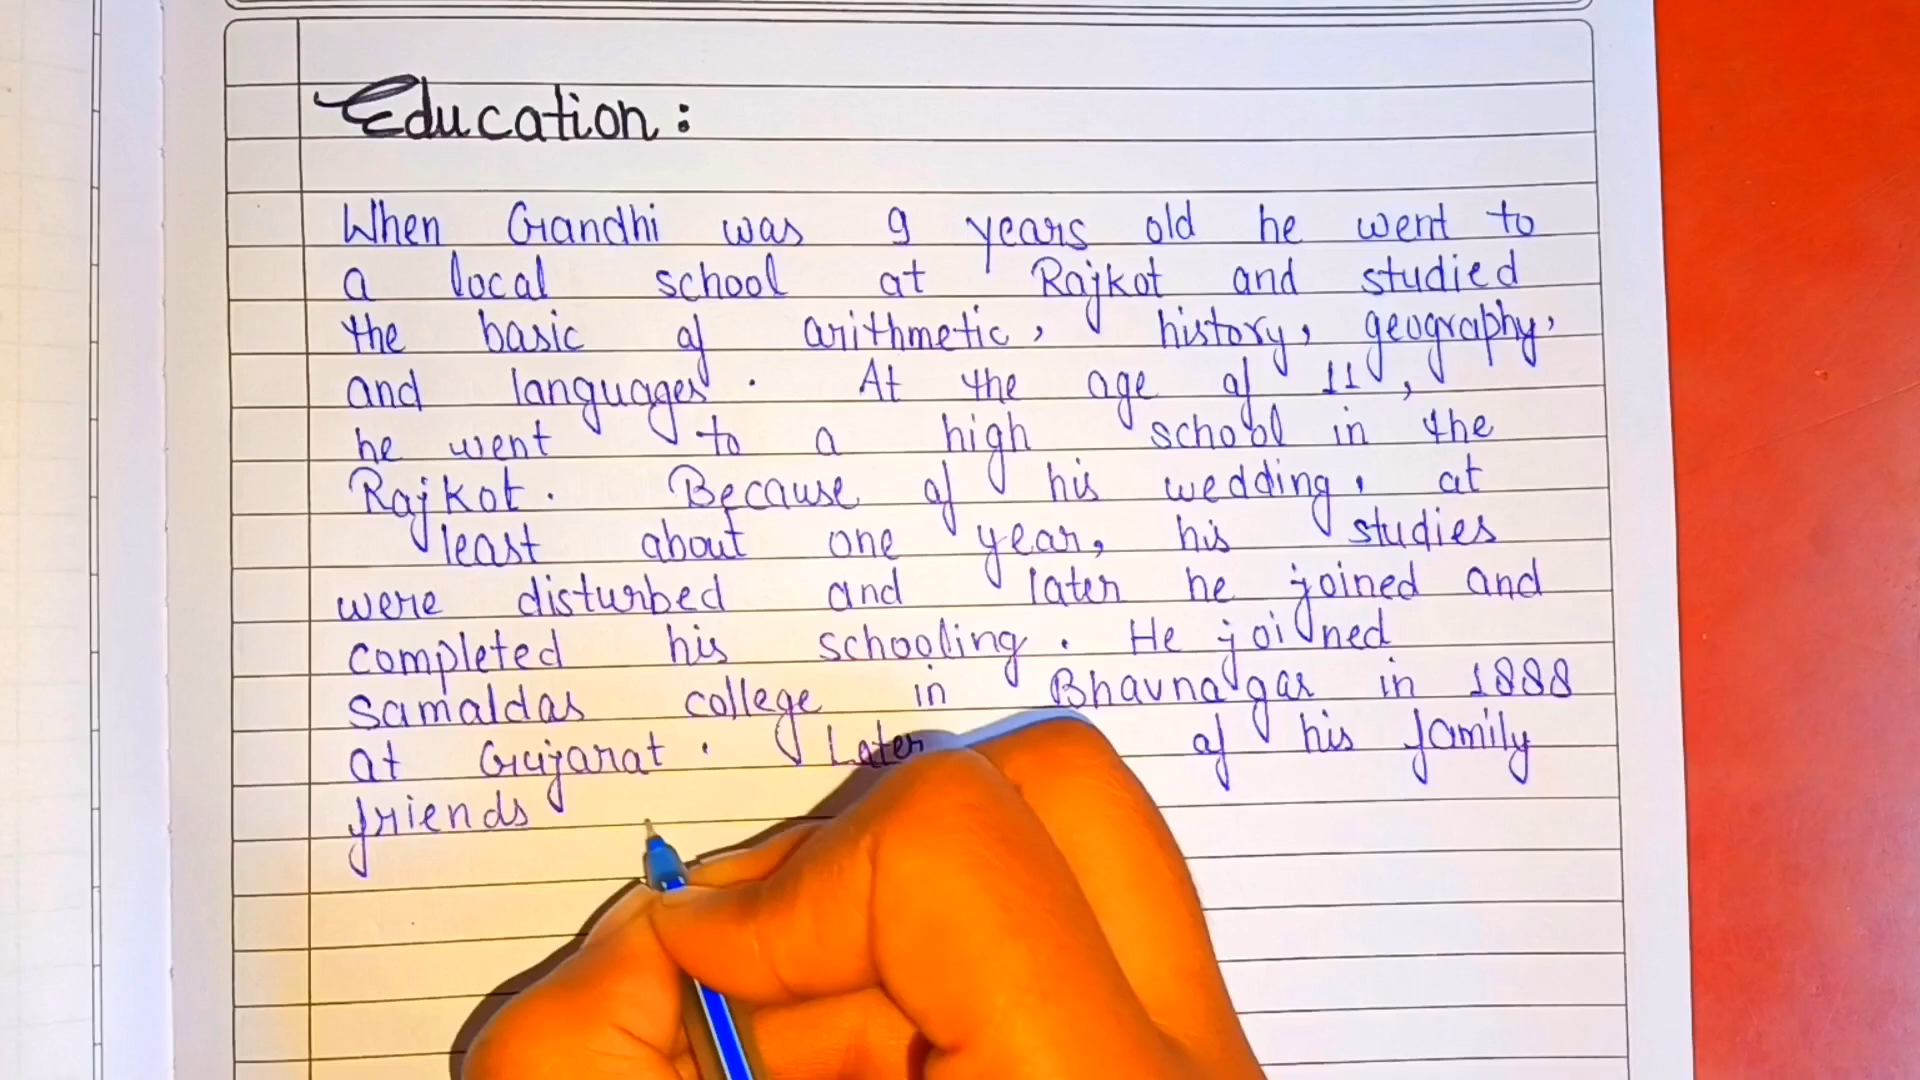 Education :
When Gandhi was 9 years old he went to
a local school at Rajkot and studied
the basic of arithmetic, history, geography,
and languages. At the age of 11,
he went to a high school in the
Rajkot. Because of his wedding, at
least about one year, his studies
were disturbed and later he joined and
completed his schooling. He joined
samaldas college in Bhavnagar in 1888
at Gujarat. Later of his family
friends